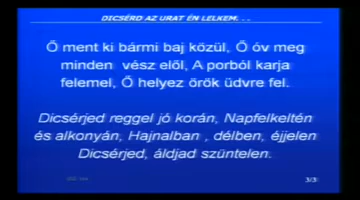 DICSÉRD AZ URAT ÉN LELKEM. . .
Ő ment ki bármi baj közül, Ő óv meg
minden vész elől, A porból karja
felemel, Ő helyez örök üdvre fel.
Dicsérjed reggel jó korán, Napfelkeltén
és alkonyán, Hajnalban , délben, éjjelen
Dicsérjed, áldjad szüntelen.
3/3